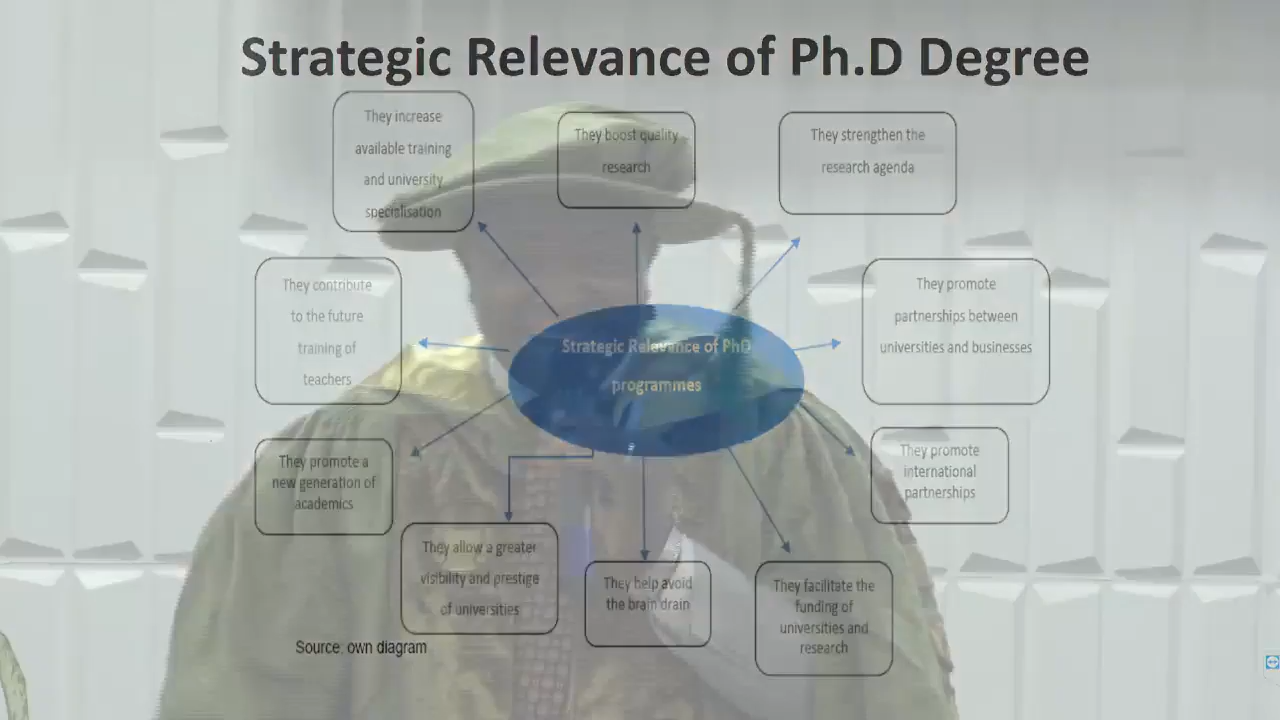 Strategic Relevance of Ph.D Degree
They increase
available training
and university
specialisation
They boost quality
research
They strengthen the
research agenda
They contribute
to the future
training of
teachers
Strategic Relevance of PhD
programmes
They promote
partnerships between
universities and businesses
They promote a
new generation of
academics
They promote
international
partnerships
They allow a greater
visibility and prestige
of universities
They help avoid
the brain drain
They facilitate the
funding of
universities and
research
Source: own diagram